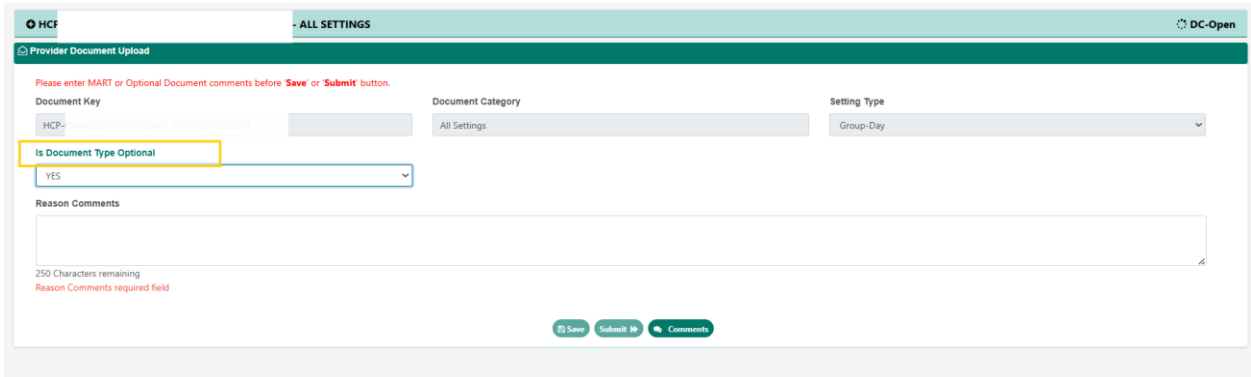 HCP - ALL SETTINGS DC-Open
Provider Document Upload
Please enter MART or Optional Document comments before 'Save' or 'Submit' button.
Document Key Document Category Setting Type
HCP- All Settings Group-Day
Is Document Type Optional
YES
Reason Comments
250 Characters remaining
Reason Comments required field
Save Submit Comments